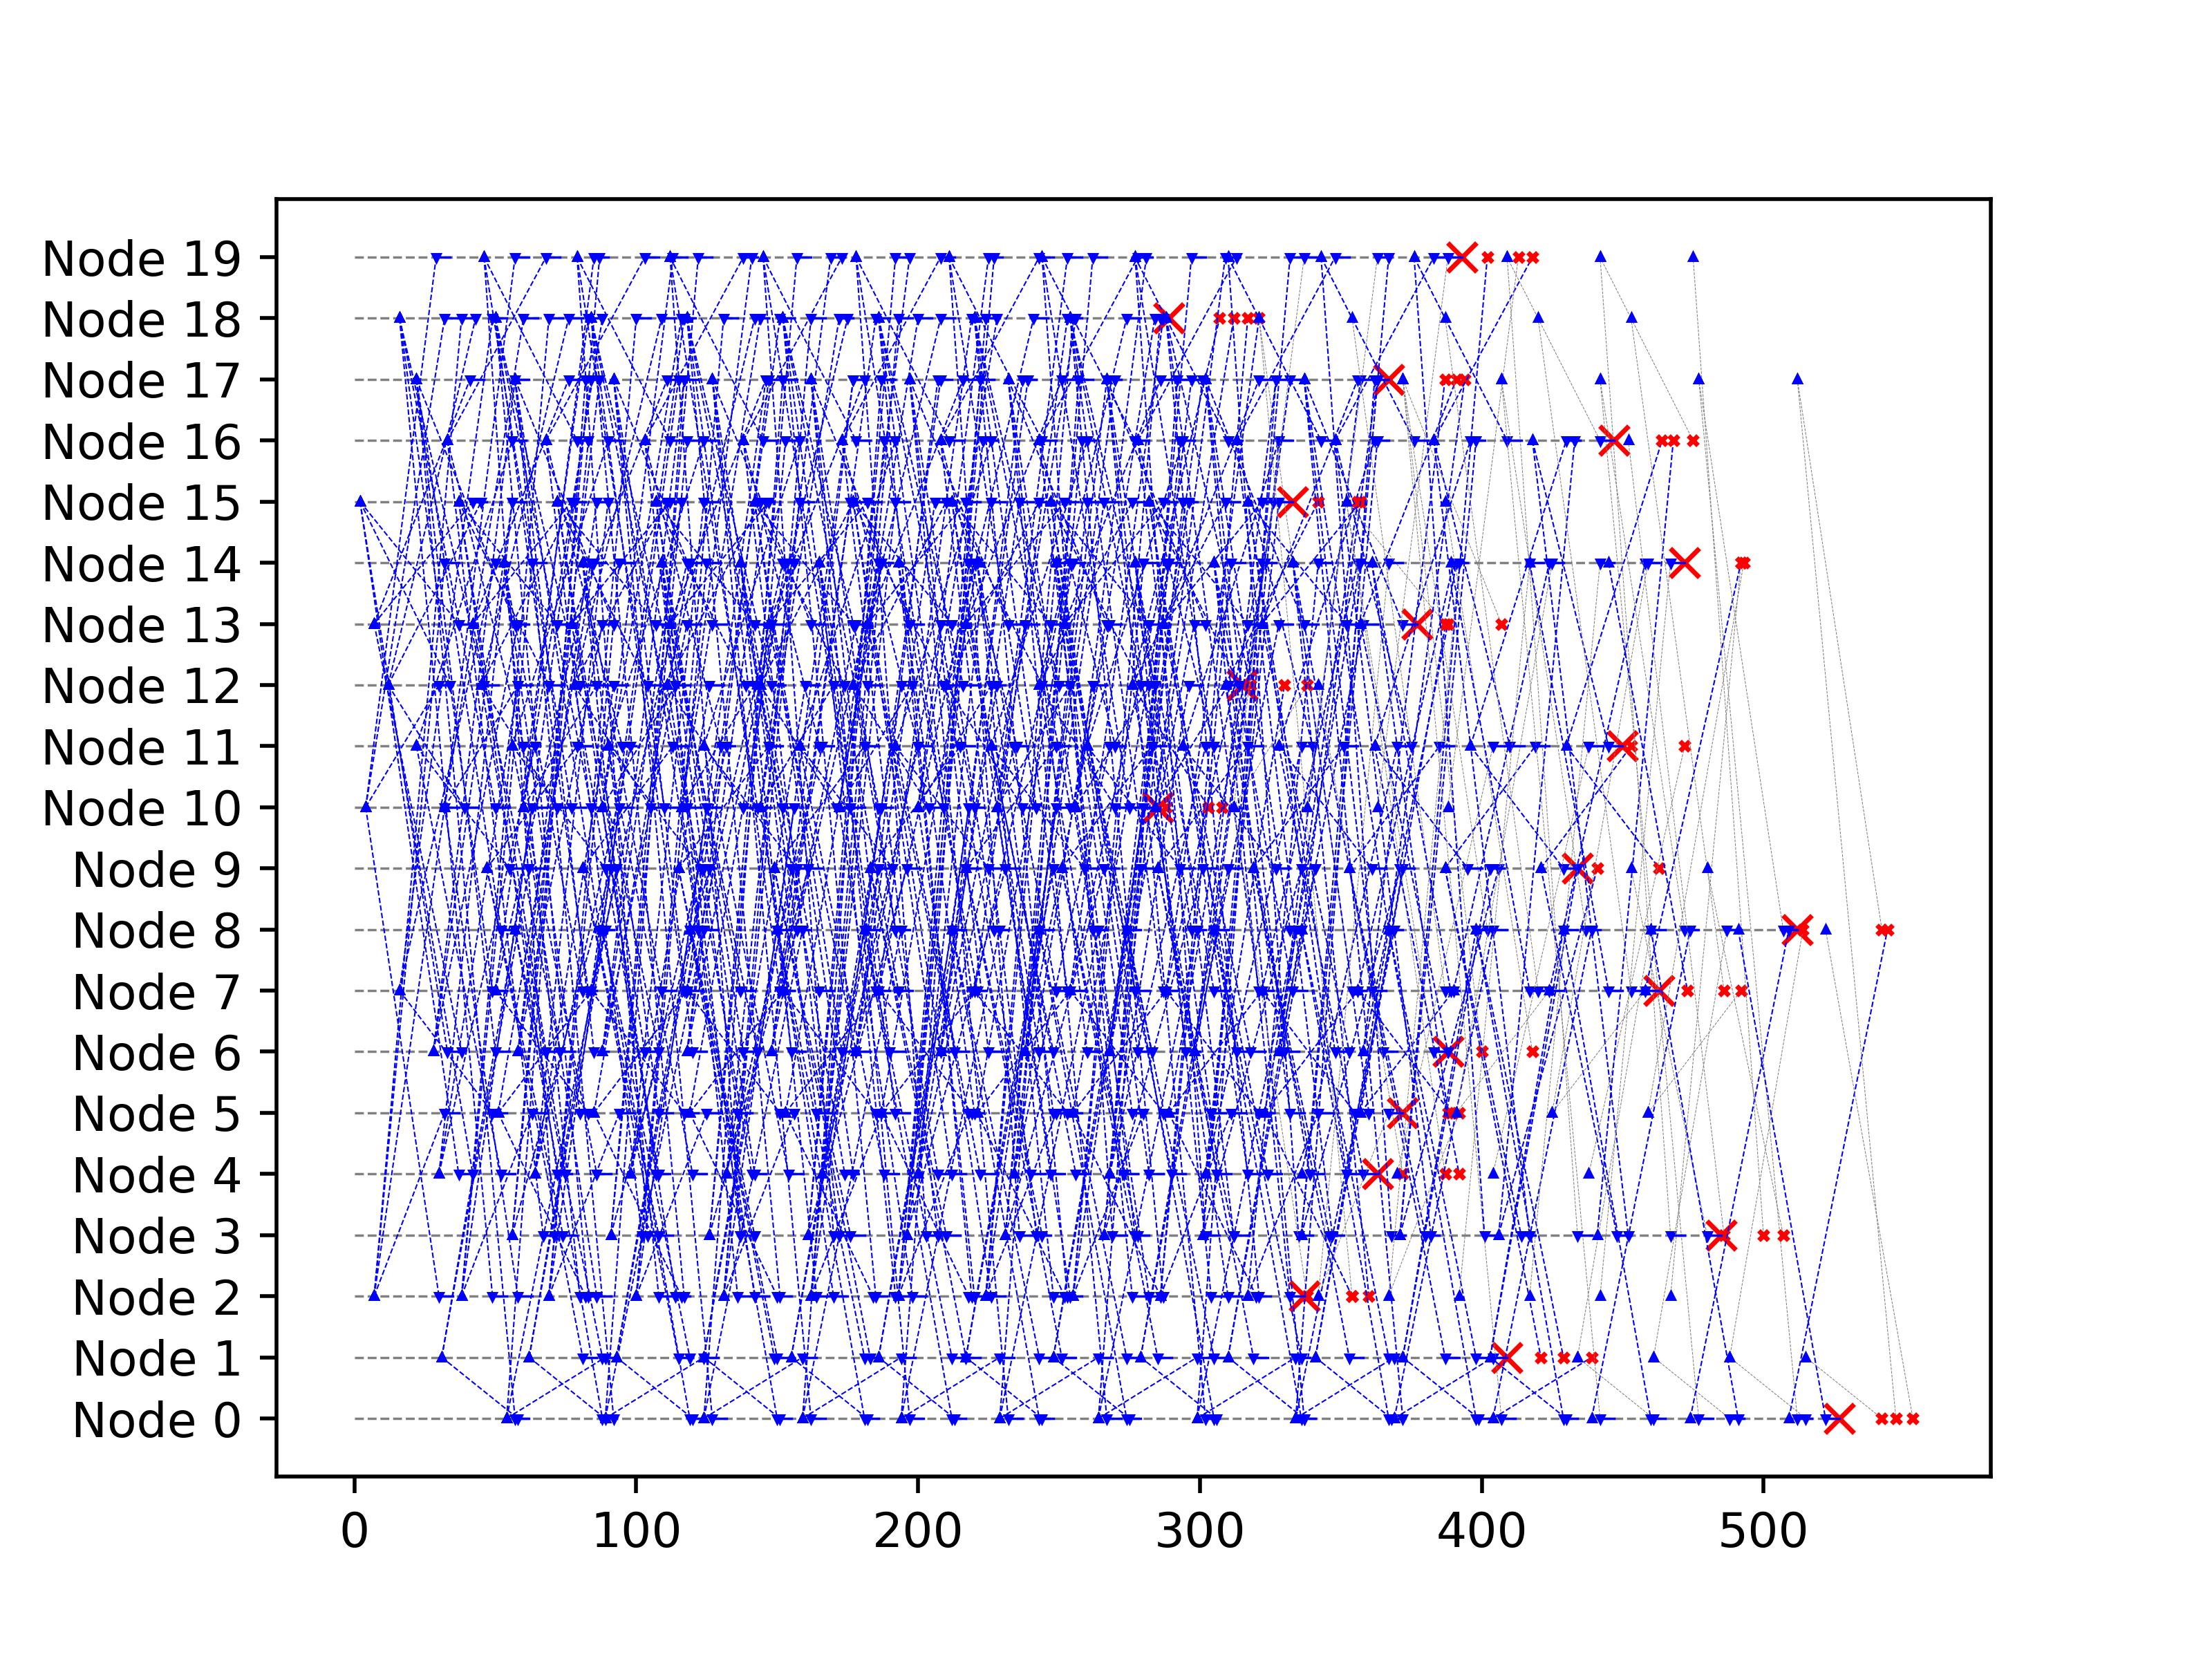 Node 19
Node 18
Node 17
Node 16
Node 15
Node 14
Node 13
Node 12
Node 11
Node 10
Node 9
Node 8
Node 7
Node 6
Node 5
Node 4
Node 3
Node 2
Node 1
Node 0
0 100 200 300 400 500